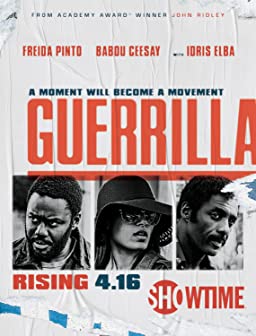 FROM ACADEMY AWARD® WINNER JOHN RIDLEY
FREIDA PINTO BABOU CEESAY WITH IDRIS ELBA
A MOMENT WILL BECOME A MOVEMENT
GUERRILLA
RISING 4.16 SHOWTIME